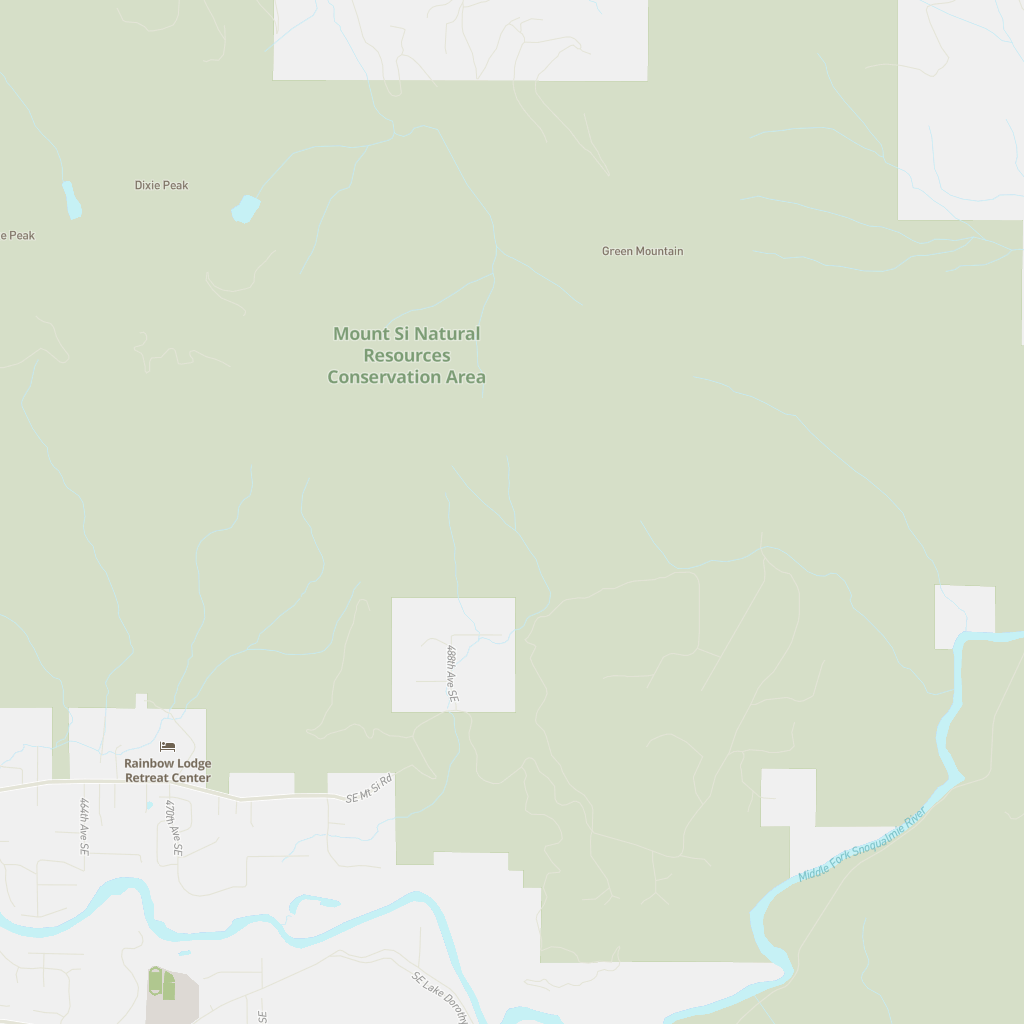 Dixie Peak
e Peak
Green Mountain
Mount Si Natural
Resources
Conservation Area
488th Ave SE
Rainbow Lodge
Retreat Center
SE Mt Si Rd
464th Ave SE
470th Ave SE
Middle Fork Snoqualmie River
SE Lake Dorothy
SE